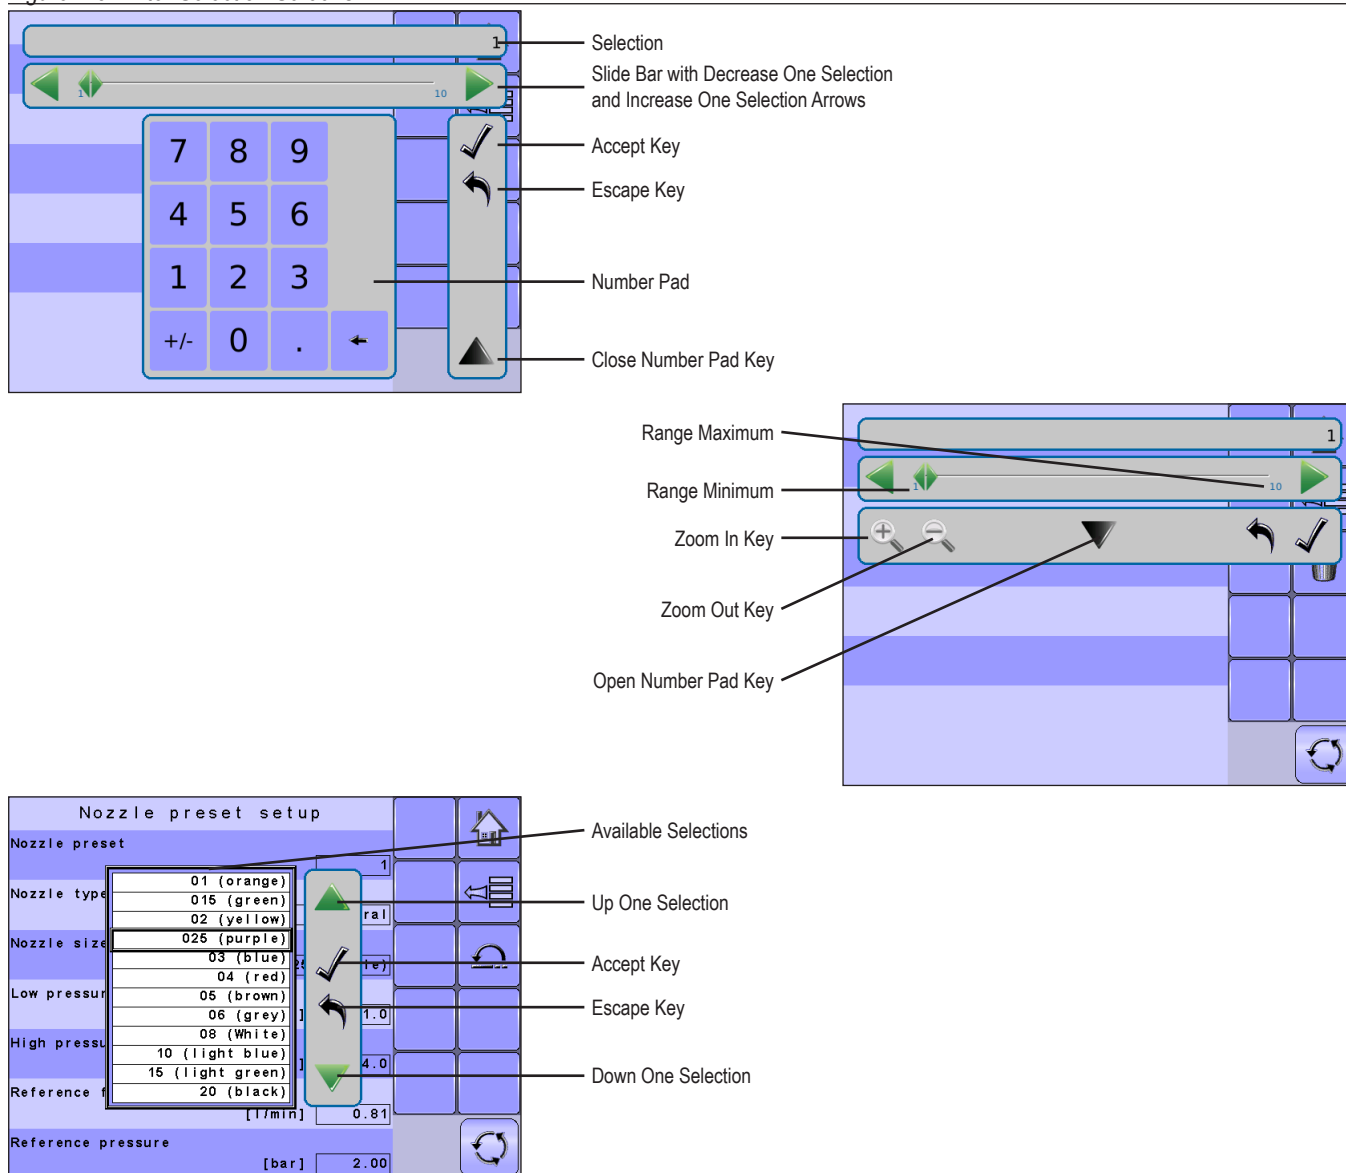 1
1
10
7 8 9
4 5 6
1 2 3
+/- 0 .
Selection
Slide Bar with Decrease One Selection
and Increase One Selection Arrows
Accept Key
Escape Key
Number Pad
Close Number Pad Key
Range Maximum
Range Minimum
Zoom In Key
Zoom Out Key
Open Number Pad Key
1
1
10
Nozzle preset setup
Nozzle preset
1
Nozzle type
ral
Nozzle size
le)
Low pressur
1.0
High pressu
4.0
Reference f
[l/min] 0.81
Reference pressure
[bar] 2.00
01 (orange)
015 (green)
02 (yellow)
025 (purple)
03 (blue)
04 (red)
05 (brown)
06 (grey)
08 (White)
10 (light blue)
15 (light green)
20 (black)
Available Selections
Up One Selection
Accept Key
Escape Key
Down One Selection